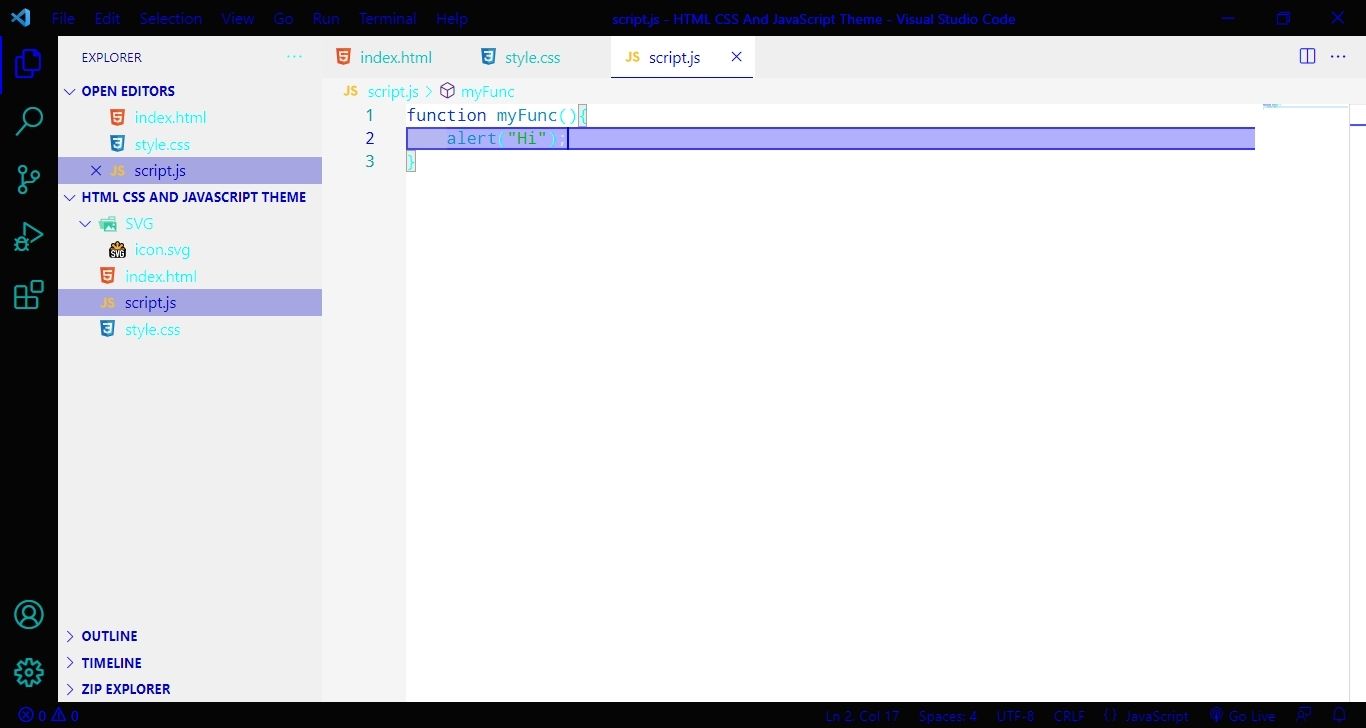 File Edit Selection View Go Run Terminal Help script.js - HTML CSS And JavaScript Theme - Visual Studio Code
EXPLORER
OPEN EDITORS
index.html
style.css
JS script.js
HTML CSS AND JAVASCRIPT THEME
SVG
SVG icon.svg
index.html
JS script.js
style.css
OUTLINE
TIMELINE
ZIP EXPLORER
index.html style.css JS script.js
JS script.js > myFunc
1 function myFunc(){
2 alert("Hi");
3 }
0 0 Ln 2, Col 17 Spaces: 4 UTF-8 CRLF {} JavaScript Go Live